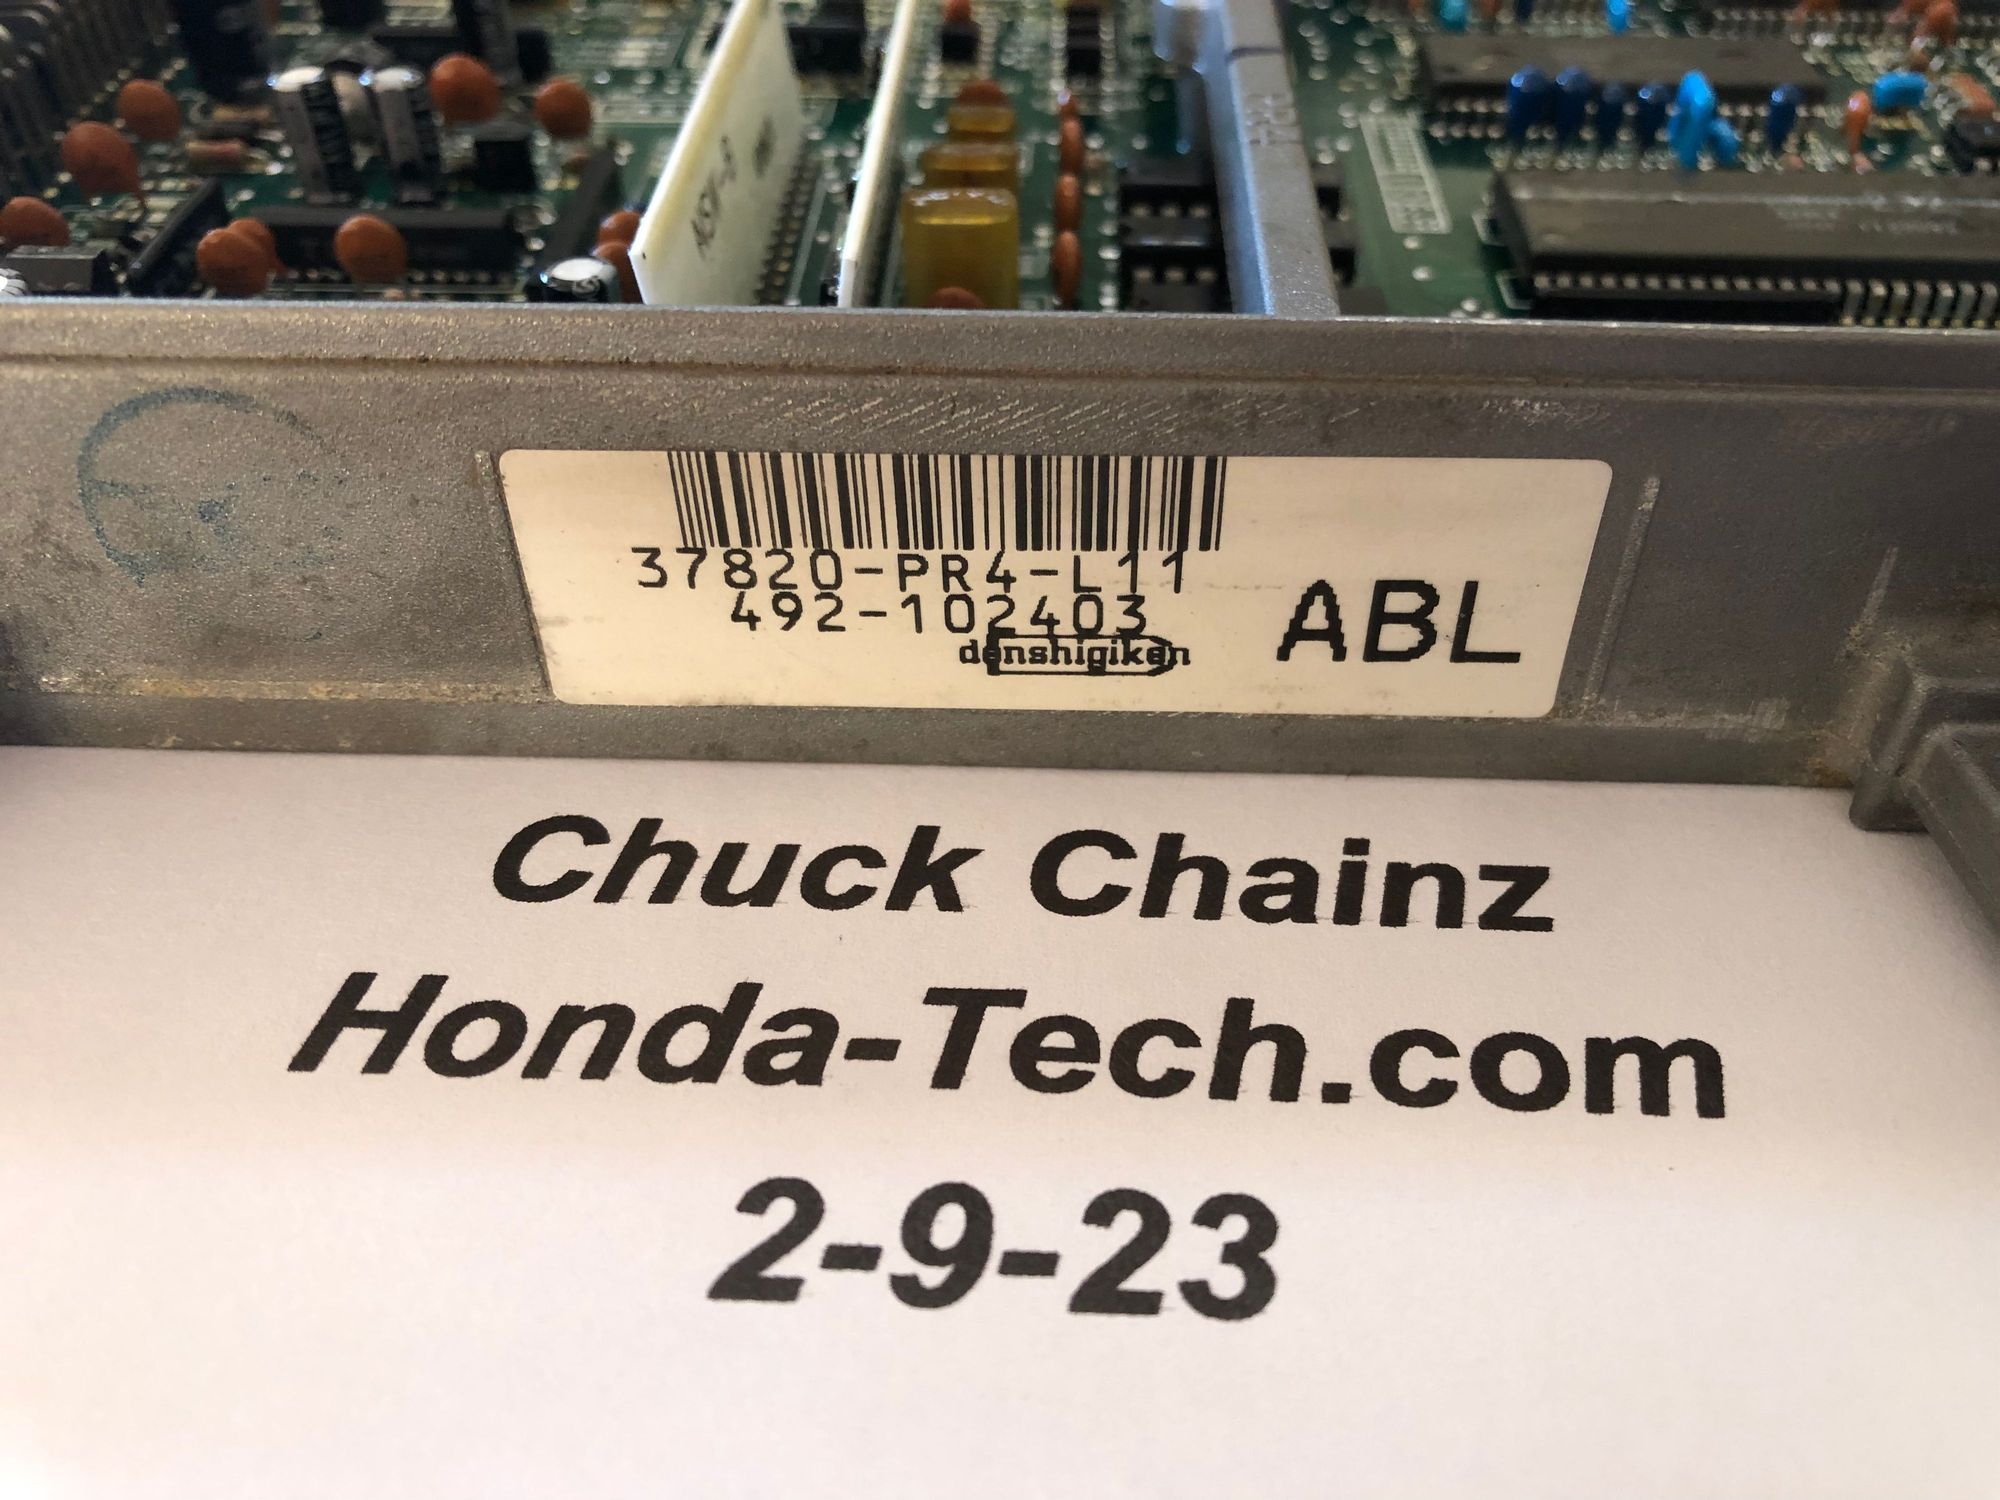 37820-PR4-L11
492-102403
denshigiken
ABL
Chuck Chainz
Honda-Tech.com
2-9-23